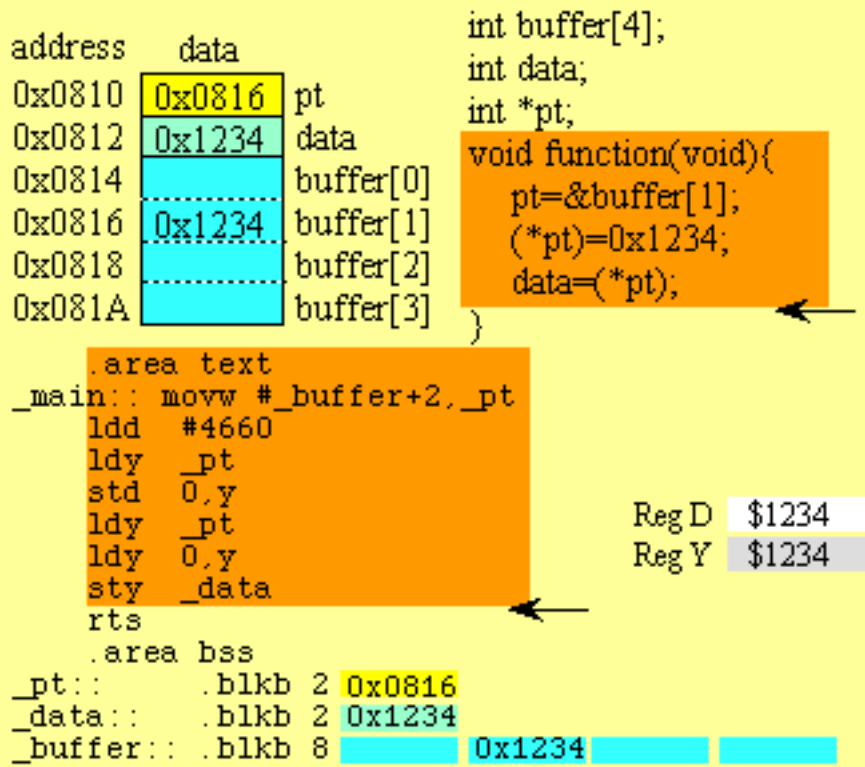 address data
0x0810 0x0816 pt
0x0812 0x1234 data
0x0814 buffer[0]
0x0816 0x1234 buffer[1]
0x0818 buffer[2]
0x081A buffer[3]
int buffer[4];
int data;
int *pt;
void function(void){
pt=&buffer[1];
(*pt)=0x1234;
data=(*pt);
}
.area text
_main:: movw #_buffer+2,_pt
ldd #4660
ldy _pt
std 0,y
ldy _pt
ldy 0,y
sty _data
rts
.area bss
_pt:: .blkb 2 0x0816
_data:: .blkb 2 0x1234
_buffer:: .blkb 8 0x1234
Reg D $1234
Reg Y $1234